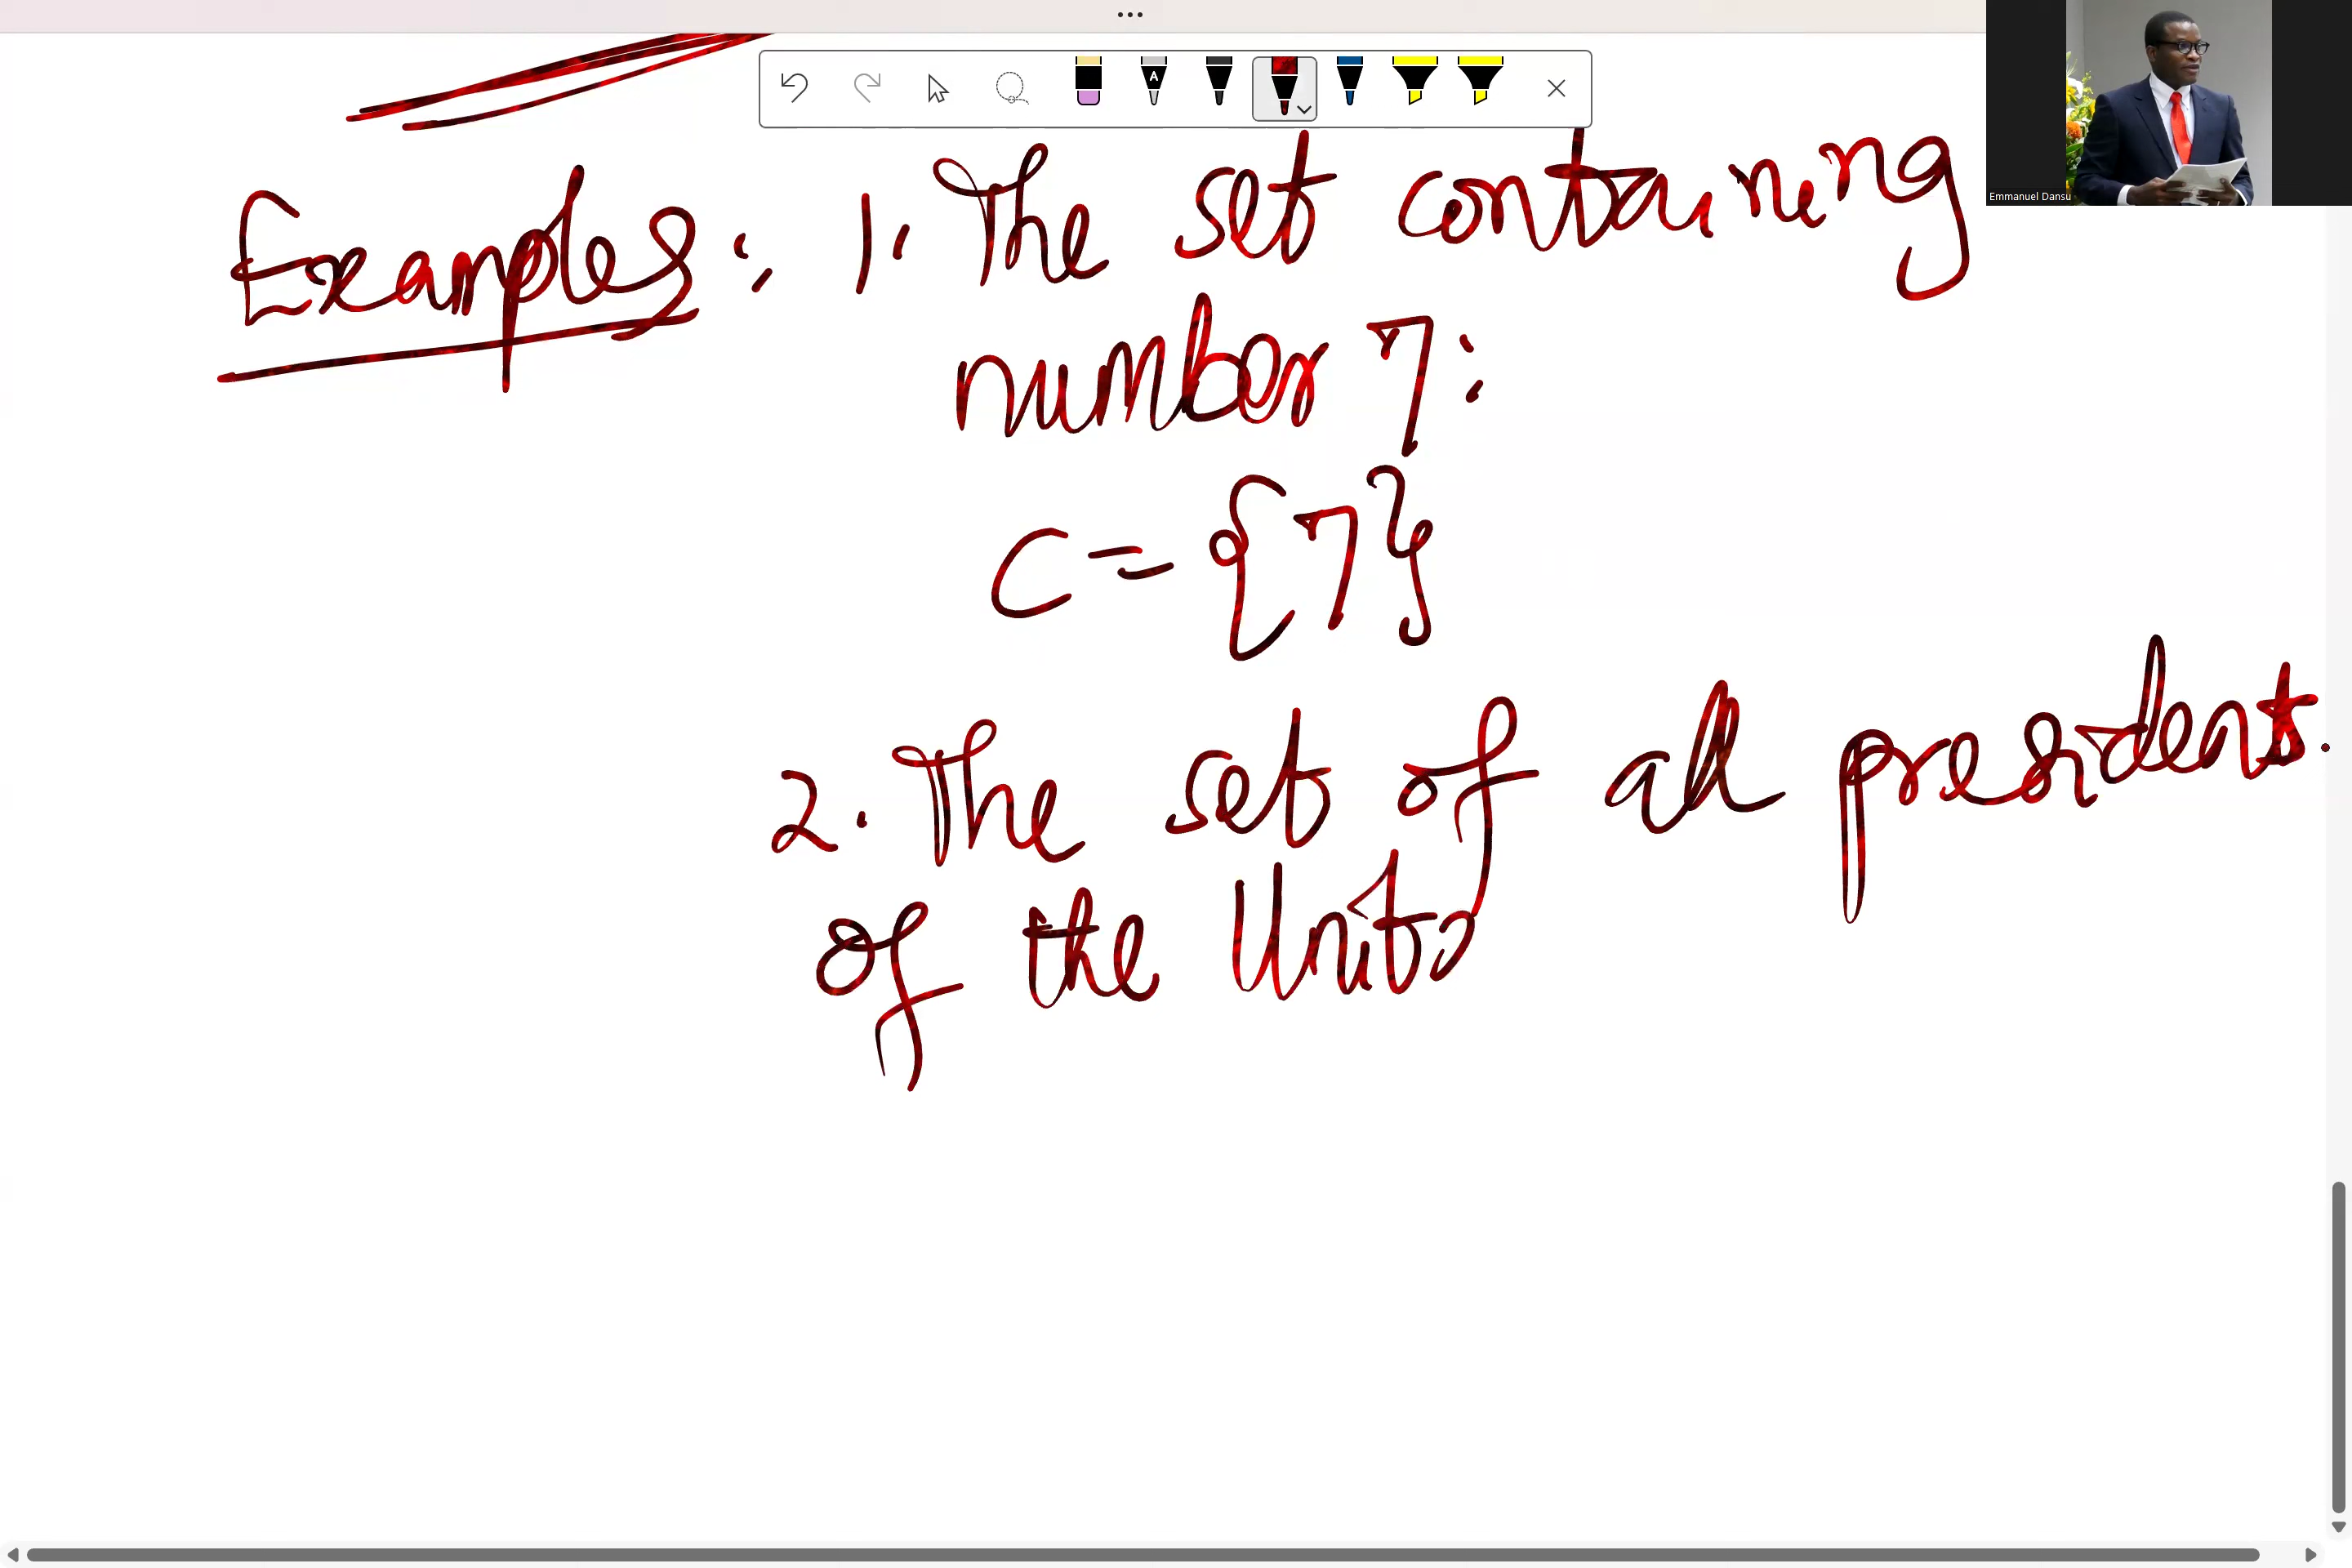 Emmanuel Dansu
Examples: 1. The set containing
number 7:
C = {7}
2. The set of all presidents.
of the Unit